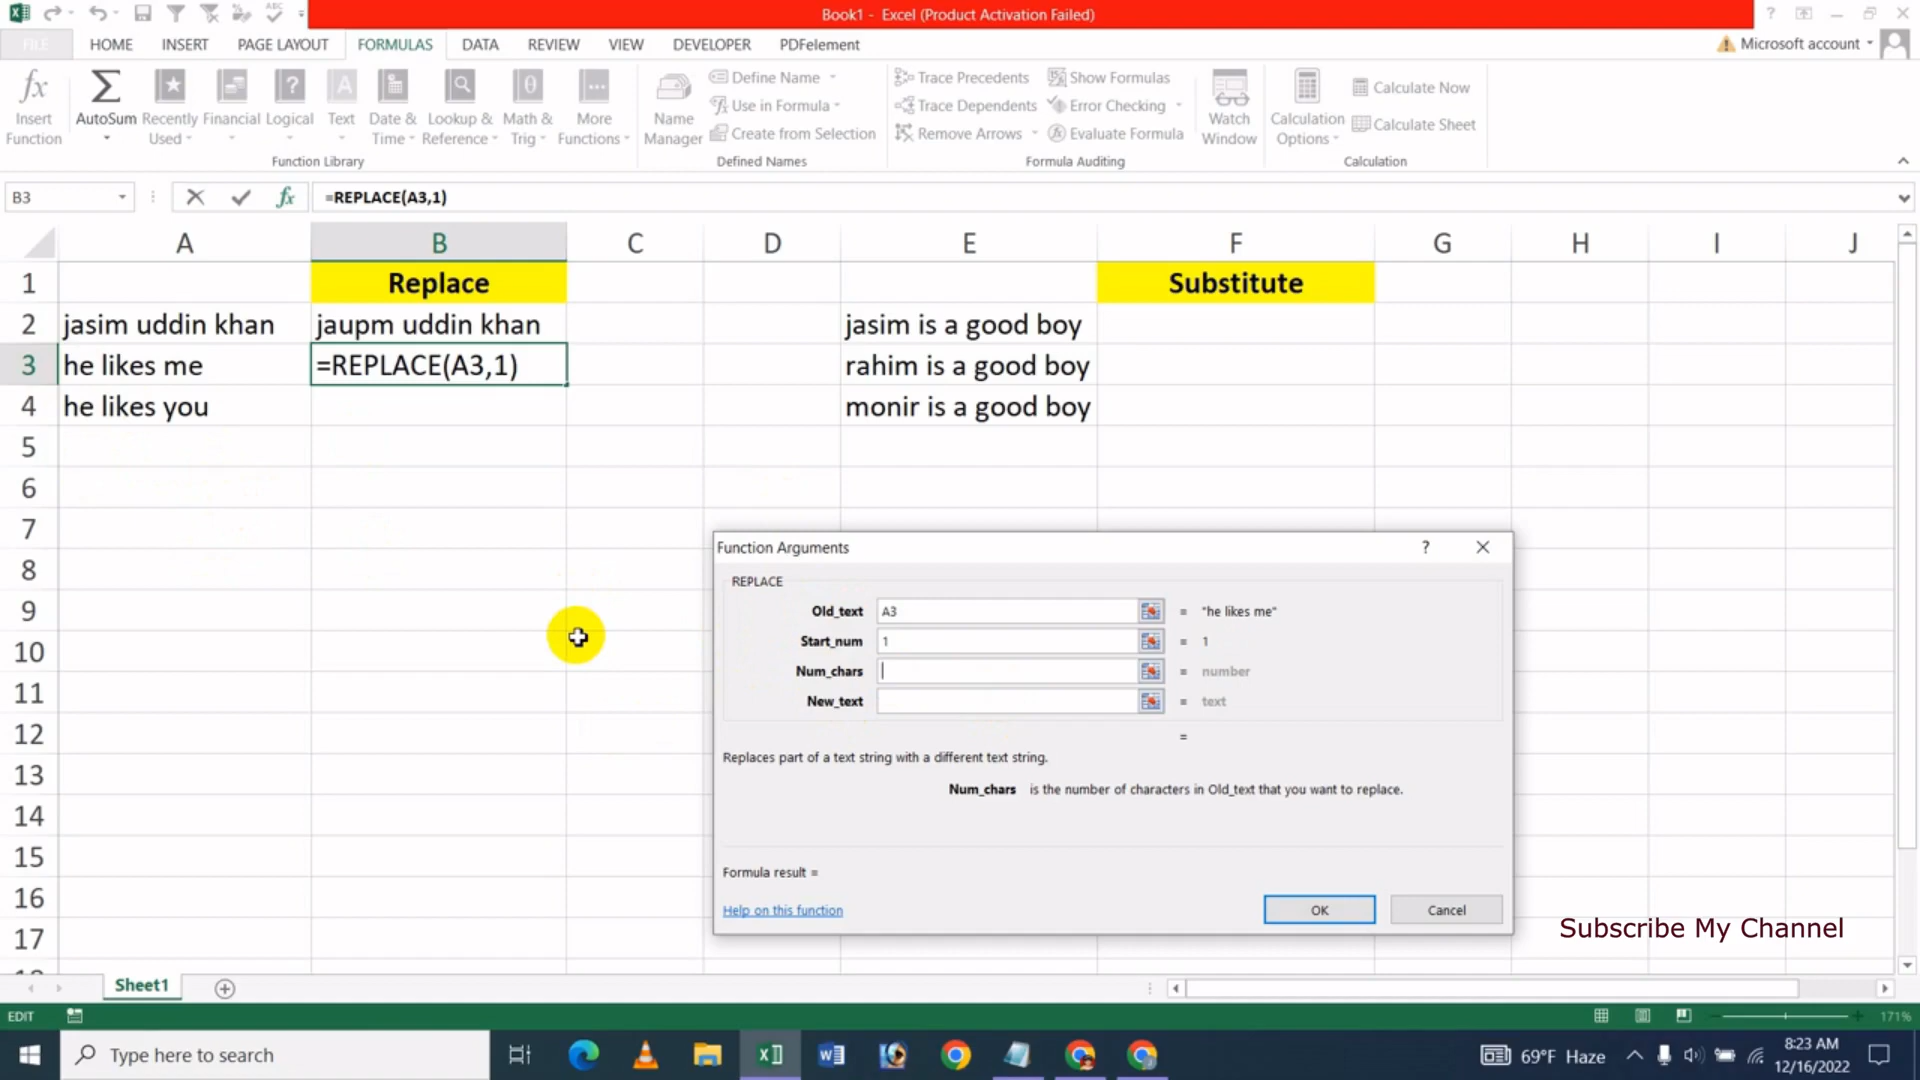 Book1 - Excel (Product Activation Failed)
FILE HOME INSERT PAGE LAYOUT FORMULAS DATA REVIEW VIEW DEVELOPER PDFelement Microsoft account
Insert Function
AutoSum
Recently Used
Financial
Logical
Text
Date & Time
Lookup & Reference
Math & Trig
More Functions
Function Library
Name Manager
Define Name
Use in Formula
Create from Selection
Defined Names
Trace Precedents
Trace Dependents
Remove Arrows
Show Formulas
Error Checking
Evaluate Formula
Formula Auditing
Watch Window
Calculation Options
Calculate Now
Calculate Sheet
Calculation
B3 fx =REPLACE(A3,1)
A B C D E F G H I J
1 Replace Substitute
2 jasim uddin khan jaupm uddin khan jasim is a good boy
3 he likes me =REPLACE(A3,1) rahim is a good boy
4 he likes you monir is a good boy
5
6
7
8
9
10
11
12
13
14
15
16
17
Function Arguments ?
REPLACE
Old_text A3 = "he likes me"
Start_num 1 = 1
Num_chars = number
New_text = text
=
Replaces part of a text string with a different text string.
Num_chars is the number of characters in Old_text that you want to replace.
Formula result =
Help on this function OK Cancel
Subscribe My Channel
Sheet1
EDIT 171%
Type here to search 69°F Haze 8:23 AM
12/16/2022